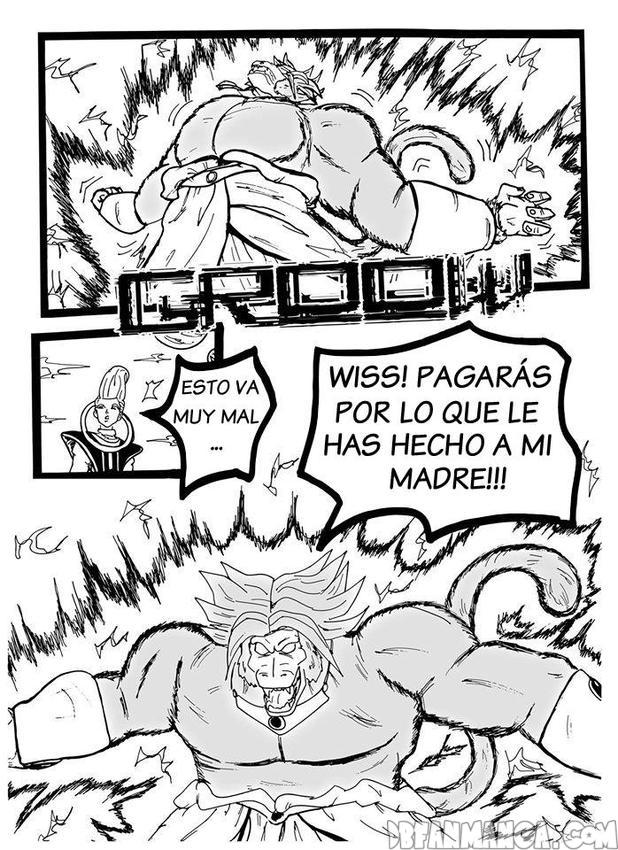 GROOW
ESTO VA
MUY MAL
...
WISS! PAGARÁS
POR LO QUE LE
HAS HECHO A MI
MADRE!!!
DBFANMANGA.COM